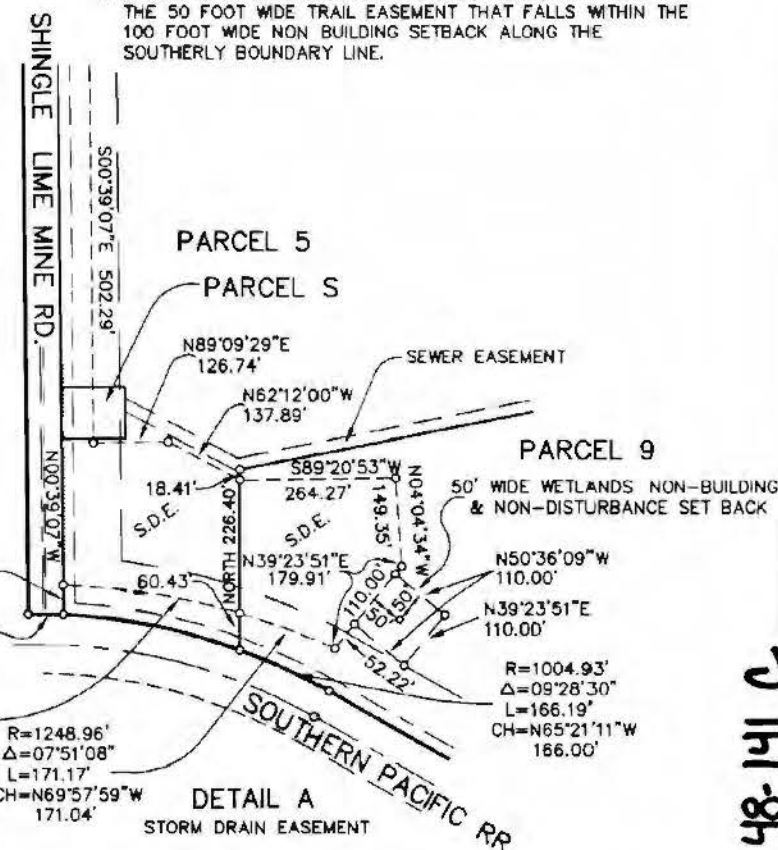 THE 50 FOOT WIDE TRAIL EASEMENT THAT FALLS WITHIN THE
100 FOOT WIDE NON BUILDING SETBACK ALONG THE
SOUTHERLY BOUNDARY LINE.
SHINGLE LIME MINE RD.
S00°39'07"E 502.29'
PARCEL 5
PARCEL S
N89°09'29"E
126.74'
SEWER EASEMENT
N62°12'00"W
137.89'
PARCEL 9
50' WIDE WETLANDS NON-BUILDING
& NON-DISTURBANCE SET BACK
N00°39'07"W
18.41'
S.D.E.
NORTH 226.40'
S89°20'53"W
264.27'
S.D.E.
149.35'
N04°04'34"W
N39°23'51"E
179.91'
60.43'
110.00'
50'
50'
N50°36'09"W
110.00'
N39°23'51"E
110.00'
52.22'
R=1004.93'
Δ=09°28'30"
L=166.19'
CH=N65°21'11"W
166.00'
R=1248.96'
Δ=07°51'08"
L=171.17'
CH=N69°57'59"W
171.04'
SOUTHERN PACIFIC RR
DETAIL A
STORM DRAIN EASEMENT
48-141